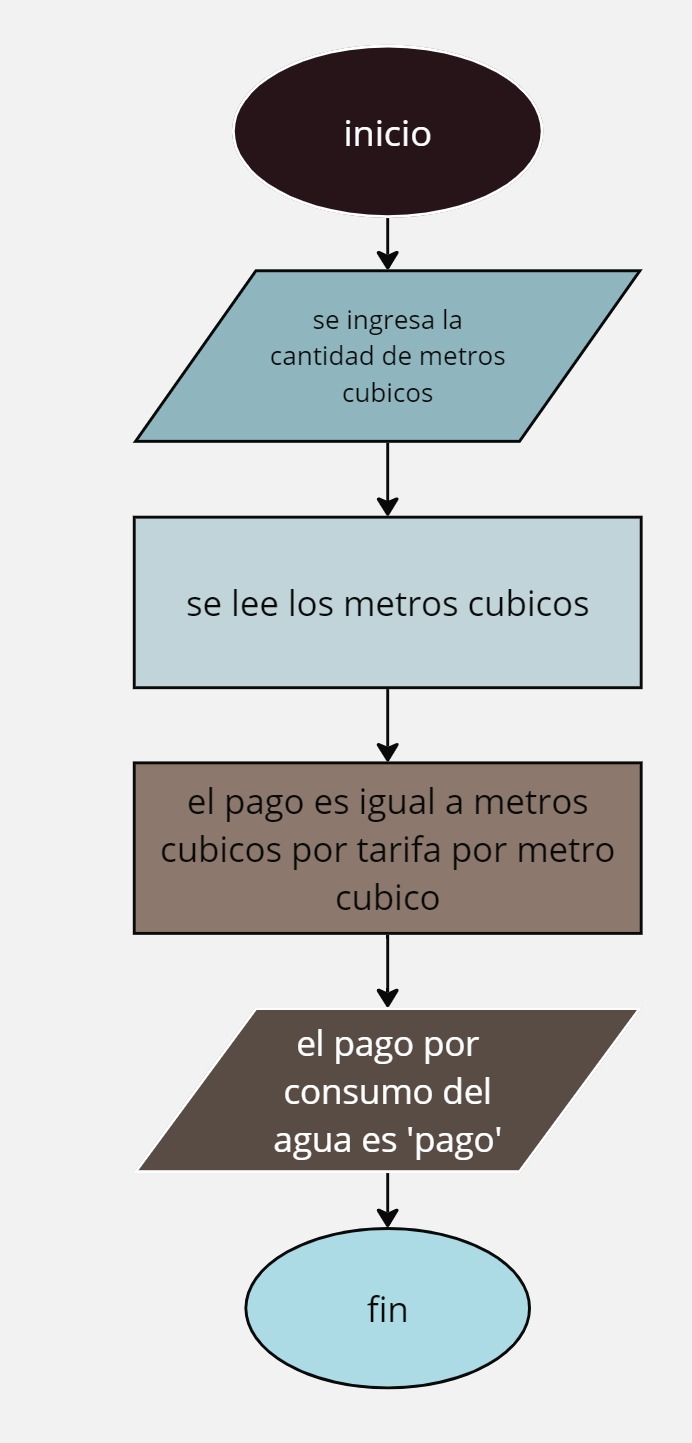 inicio
se ingresa la
cantidad de metros
cubicos
se lee los metros cubicos
el pago es igual a metros
cubicos por tarifa por metro
cubico
el pago por
consumo del
agua es 'pago'
fin